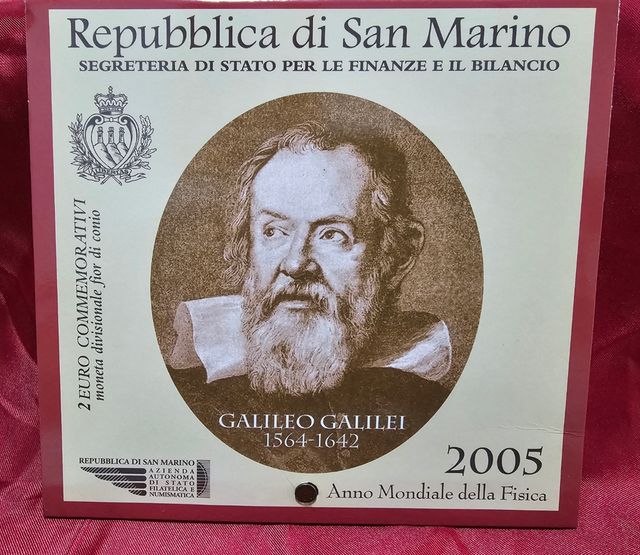 Repubblica di San Marino
SEGRETERIA DI STATO PER LE FINANZE E IL BILANCIO
LIBERTAS
2 EURO COMMEMORATIVI
moneta divisionale fior di conio
GALILEO GALILEI
1564-1642
REPUBBLICA DI SAN MARINO
AZIENDA
AUTONOMA
DI STATO
FILATELICA E
NUMISMATICA
2005
Anno Mondiale della Fisica